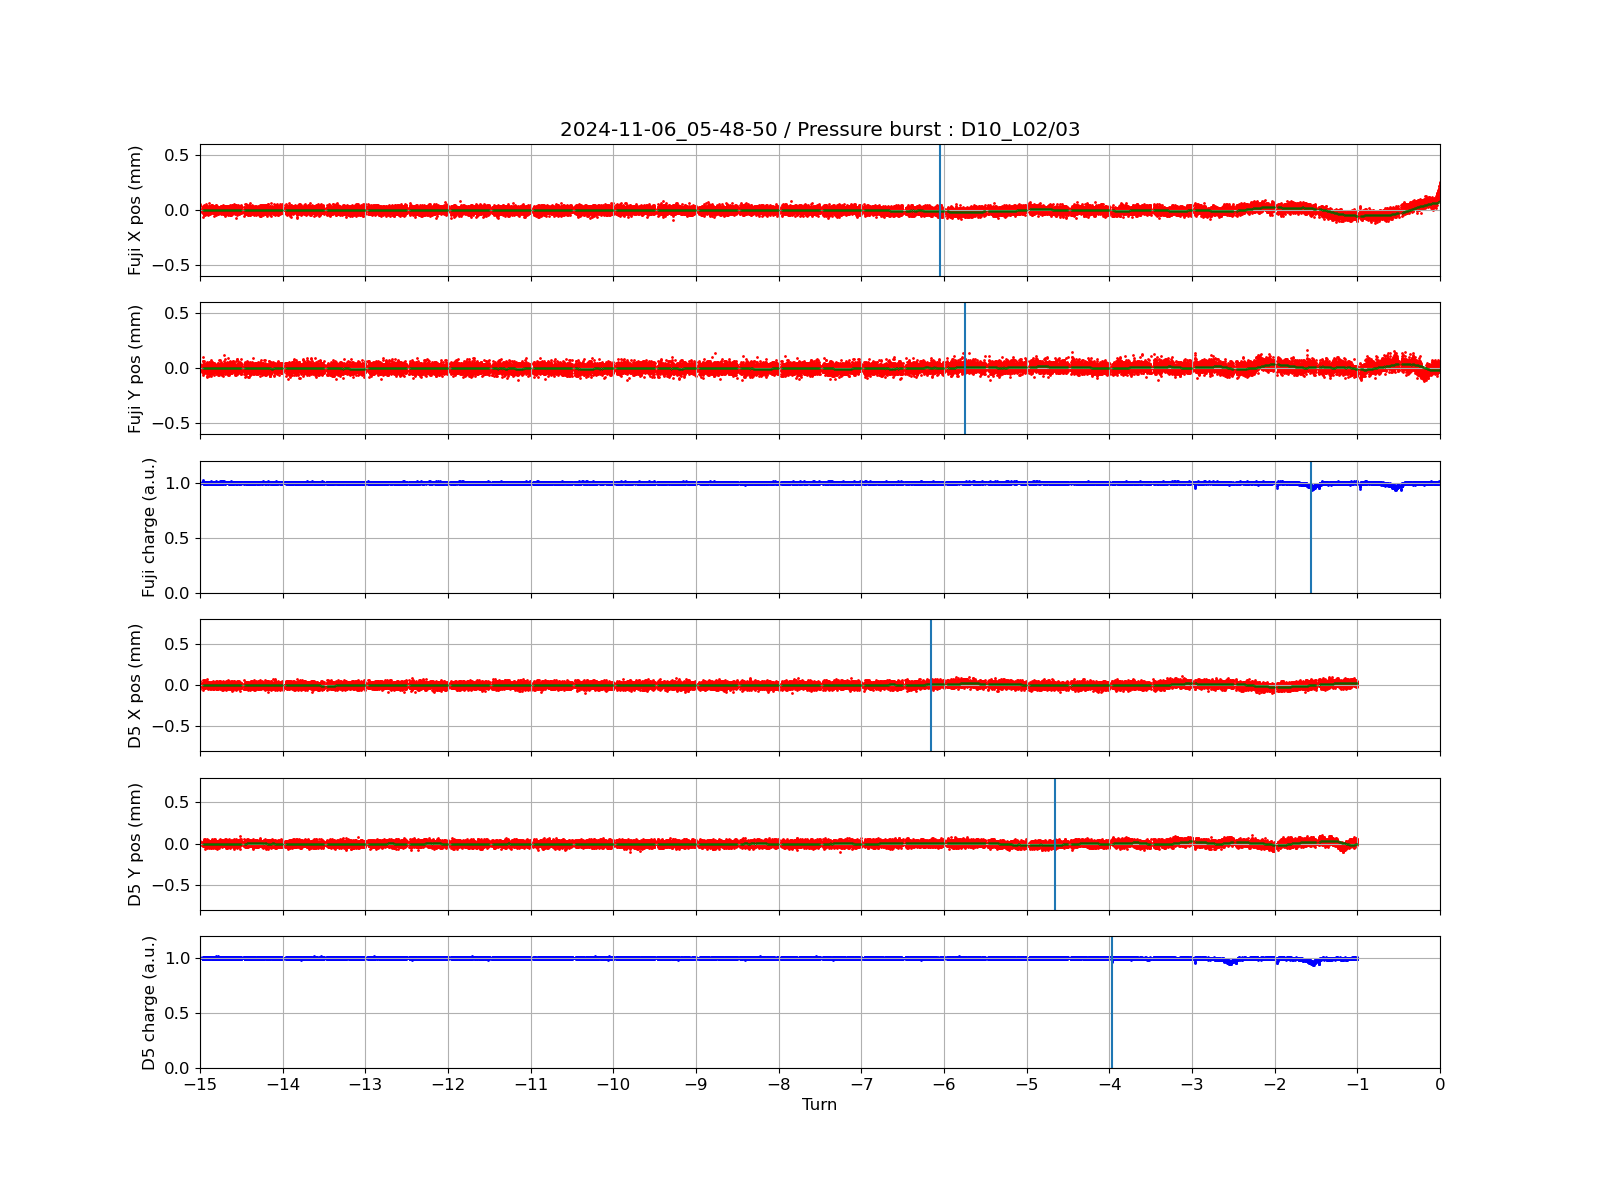 2024-11-06_05-48-50 / Pressure burst : D10_L02/03
Fuji X pos (mm)
0.5
0.0
−0.5
Fuji Y pos (mm)
0.5
0.0
−0.5
Fuji charge (a.u.)
1.0
0.5
0.0
D5 X pos (mm)
0.5
0.0
−0.5
D5 Y pos (mm)
0.5
0.0
−0.5
D5 charge (a.u.)
1.0
0.5
0.0
−15 −14 −13 −12 −11 −10 −9 −8 −7 −6 −5 −4 −3 −2 −1 0
Turn